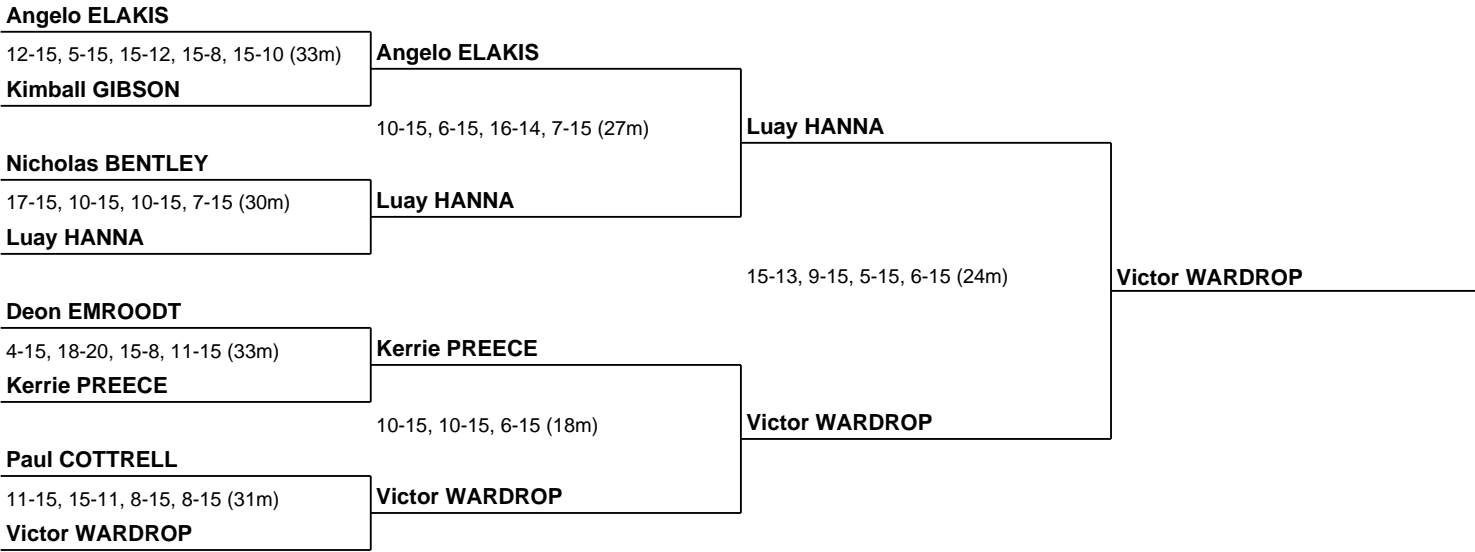 Angelo ELAKIS
12-15, 5-15, 15-12, 15-8, 15-10 (33m)
Kimball GIBSON
Nicholas BENTLEY
17-15, 10-15, 10-15, 7-15 (30m)
Luay HANNA
Deon EMROODT
4-15, 18-20, 15-8, 11-15 (33m)
Kerrie PREECE
Paul COTTRELL
11-15, 15-11, 8-15, 8-15 (31m)
Victor WARDROP
Angelo ELAKIS
10-15, 6-15, 16-14, 7-15 (27m)
Luay HANNA
Kerrie PREECE
10-15, 10-15, 6-15 (18m)
Victor WARDROP
Luay HANNA
15-13, 9-15, 5-15, 6-15 (24m)
Victor WARDROP
Victor WARDROP